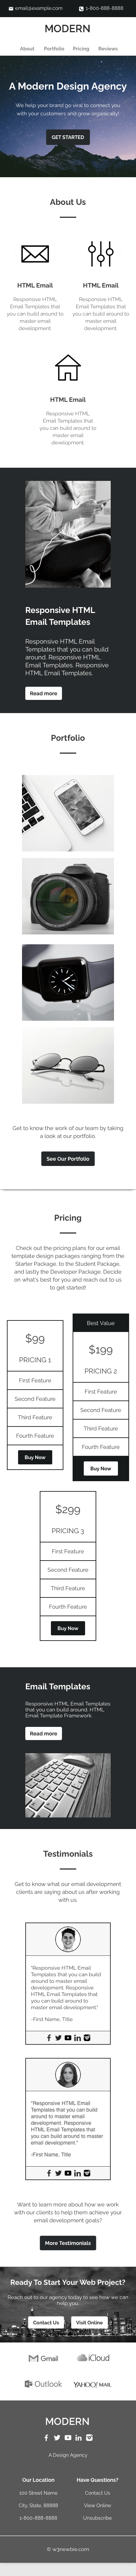 email@example.com 1-800-888-8888
MODERN
About Portfolio Pricing Reviews
A Modern Design Agency
We help your brand go viral to connect you
with your customers and grow organically!
GET STARTED
About Us
HTML Email
Responsive HTML
Email Templates that
you can build around to
master email
development.
HTML Email
Responsive HTML
Email Templates that
you can build around to
master email
development.
HTML Email
Responsive HTML
Email Templates that
you can build around to
master email
development.
Responsive HTML
Email Templates
Responsive HTML Email
Templates that you can build
around. Responsive HTML
Email Templates. Responsive
HTML Email Templates.
Read more
Portfolio
Get to know the work of our team by taking
a look at our portfolio.
See Our Portfolio
Pricing
Check out the pricing plans for our email
template design packages ranging from the
Starter Package, to the Student Package,
and lastly the Developer Package. Decide
on what's best for you and reach out to us
to get started!
$99
PRICING 1
First Feature
Second Feature
Third Feature
Fourth Feature
Buy Now
Best Value
$199
PRICING 2
First Feature
Second Feature
Third Feature
Fourth Feature
Buy Now
$299
PRICING 3
First Feature
Second Feature
Third Feature
Fourth Feature
Buy Now
Email Templates
Responsive HTML Email Templates
that you can build around. HTML
Email Template Framework.
Read more
Testimonials
Get to know what our email development
clients are saying about us after working
with us.
"Responsive HTML Email
Templates that you can build
around to master email
development. Responsive
HTML Email Templates that
you can build around to
master email development."
-First Name, Title
"Responsive HTML Email
Templates that you can build
around to master email
development. Responsive
HTML Email Templates that
you can build around to master
email development."
-First Name, Title
Want to learn more about how we work
with our clients to help them achieve your
email development goals?
More Testimonials
Ready To Start Your Web Project?
Reach out to our agency today to see how we can
help you.
Contact Us Visit Online
Gmail iCloud
Outlook YAHOO! MAIL
MODERN
A Design Agency
Our Location
100 Street Name
City, State, 88888
1-800-888-8888
Have Questions?
Contact Us
View Online
Unsubscribe
© w3newbie.com